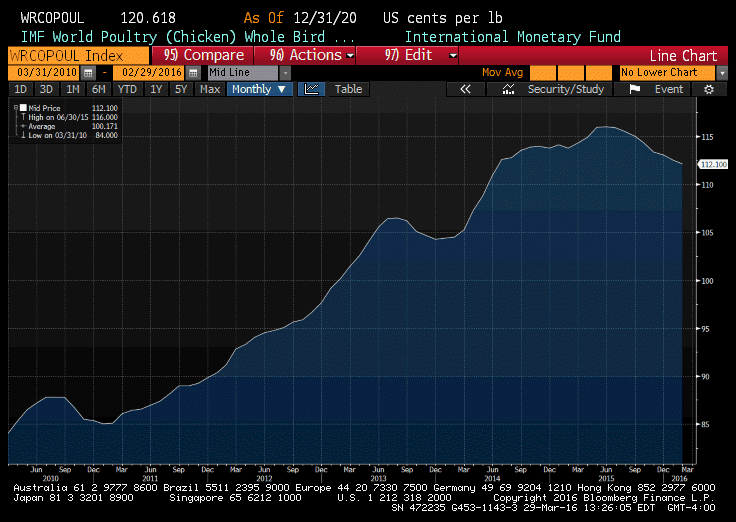 WRCOPOUL 120.618 As Of 12/31/20 US cents per lb
IMF World Poultry (Chicken) Whole Bird ... International Monetary Fund
WRCOPOUL Index 95) Compare 96) Actions 97) Edit Line Chart
03/31/2010 - 02/29/2016 Mid Line Mov Avg No Lower Chart
1D 3D 1M 6M YTD 1Y 5Y Max Monthly ▼ Table << Security/Study Event
Mid Price 112.100
High on 06/30/15 116.000
Average 100.171
Low on 03/31/10 84.000
115
112.100
110
105
100
95
90
85
Jun Sep Dec Mar Jun Sep Dec Mar Jun Sep Dec Mar Jun Sep Dec Mar Jun Sep Dec Mar Jun Sep Dec Mar
2010 2011 2012 2013 2014 2015 2016
Australia 61 2 9777 8600 Brazil 5511 2395 9000 Europe 44 20 7330 7500 Germany 49 69 9204 1210 Hong Kong 852 2977 6000
Japan 81 3 3201 8900 Singapore 65 6212 1000 U.S. 1 212 318 2000 Copyright 2016 Bloomberg Finance L.P.
SN 472235 G453-1143-3 29-Mar-16 13:26:05 EDT GMT-4:00